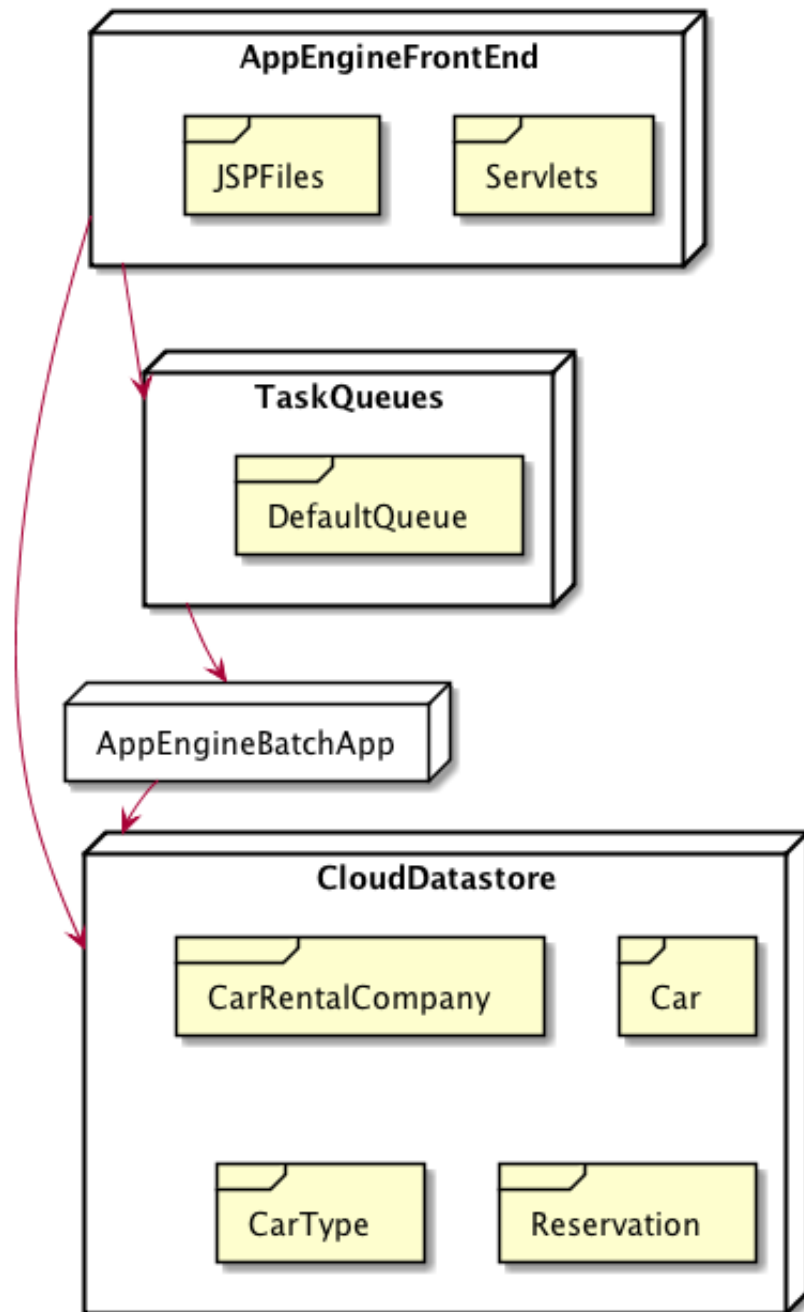 AppEngineFrontEnd
JSPFiles
Servlets
TaskQueues
DefaultQueue
AppEngineBatchApp
CloudDatastore
CarRentalCompany
Car
CarType
Reservation